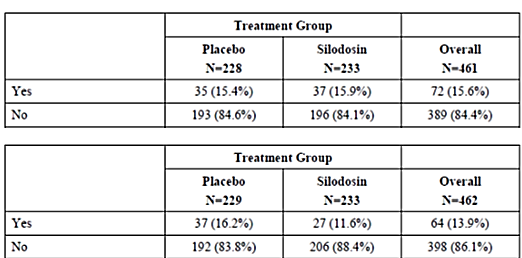 Treatment Group
Placebo Silodosin Overall
N=228 N=233 N=461
Yes 35 (15.4%) 37 (15.9%) 72 (15.6%)
No 193 (84.6%) 196 (84.1%) 389 (84.4%)
Treatment Group
Placebo Silodosin Overall
N=229 N=233 N=462
Yes 37 (16.2%) 27 (11.6%) 64 (13.9%)
No 192 (83.8%) 206 (88.4%) 398 (86.1%)